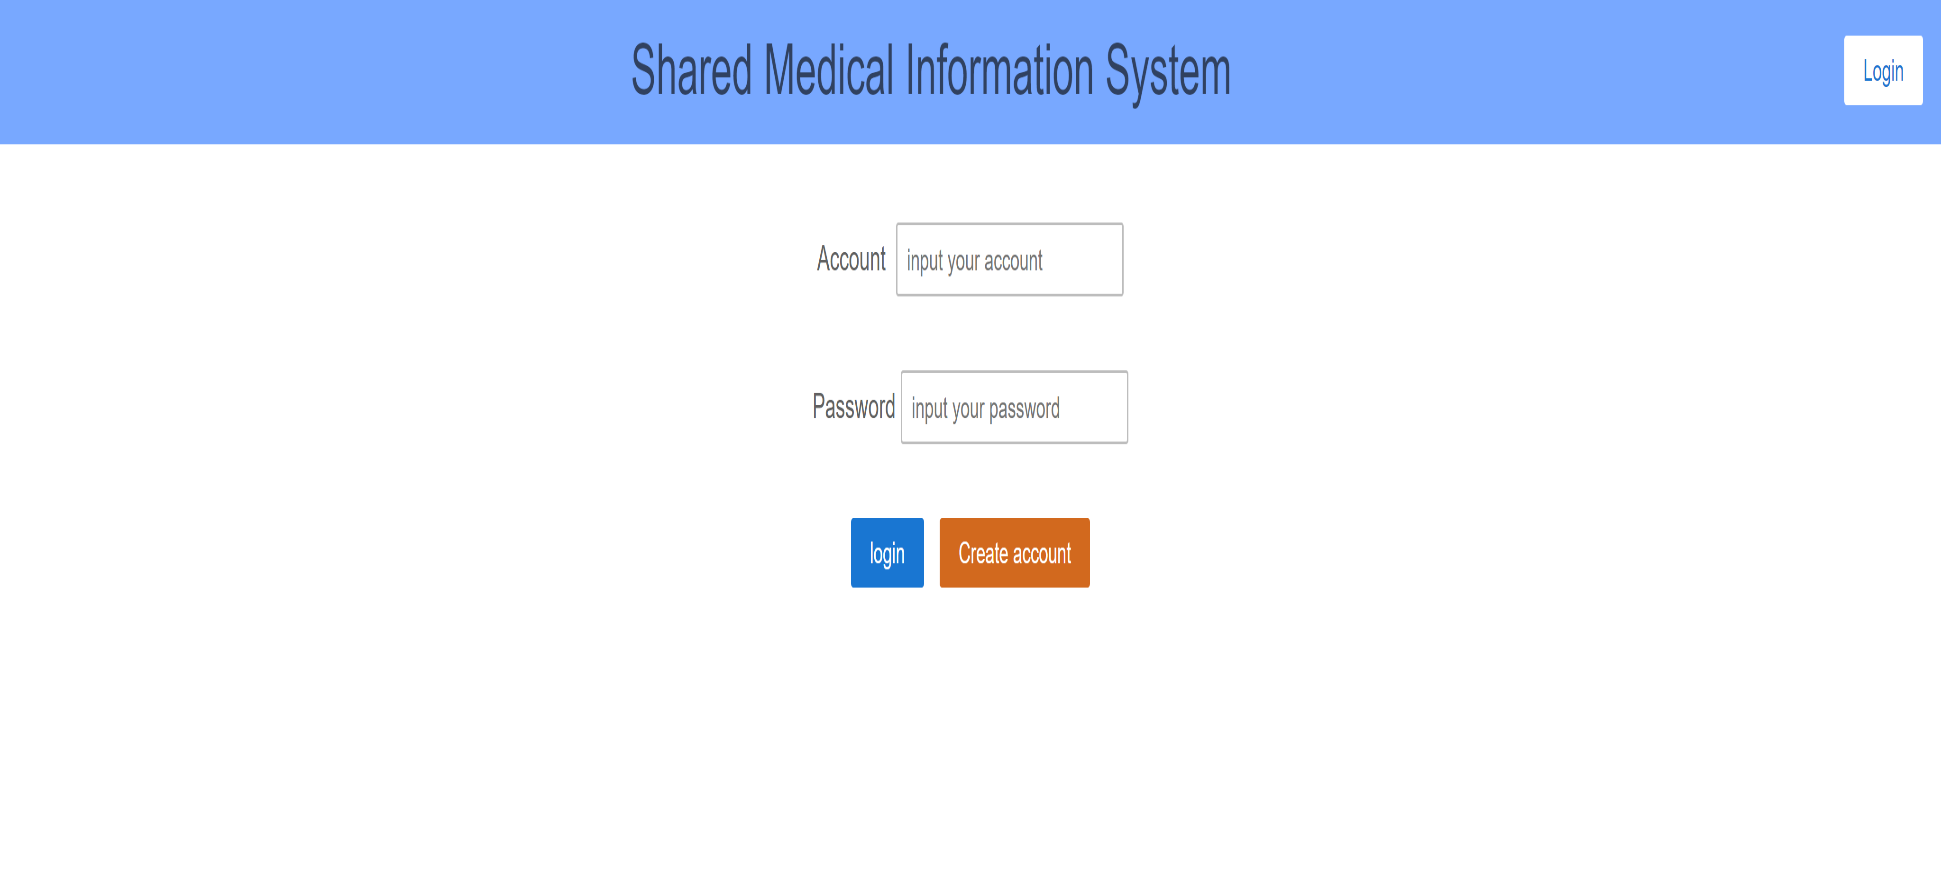 Shared Medical Information System
Login
Account
input your account
Password
input your password
login
Create account